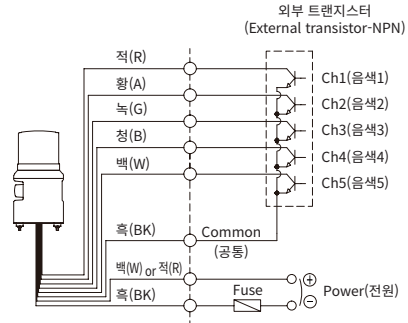 외부 트랜지스터
(External transistor-NPN)
적(R)
Ch1(음색1)
황(A)
Ch2(음색2)
녹(G)
Ch3(음색3)
청(B)
Ch4(음색4)
백(W)
Ch5(음색5)
흑(BK)
Common
(공통)
백(W) or 적(R)
Fuse
Power(전원)
흑(BK)